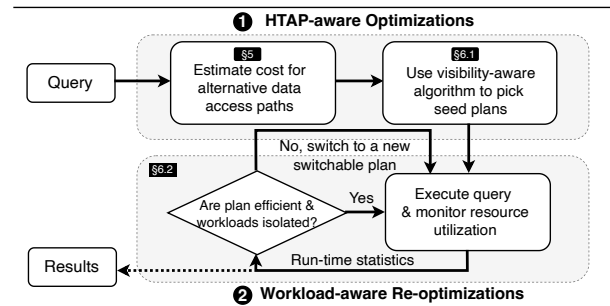 ❶ HTAP-aware Optimizations
Query
§5
Estimate cost for
alternative data
access paths
§6.1
Use visibility-aware
algorithm to pick
seed plans
No, switch to a new
switchable plan
§6.2
Are plan efficient &
workloads isolated?
Yes
Execute query
& monitor resource
utilization
Run-time statistics
Results
❷ Workload-aware Re-optimizations